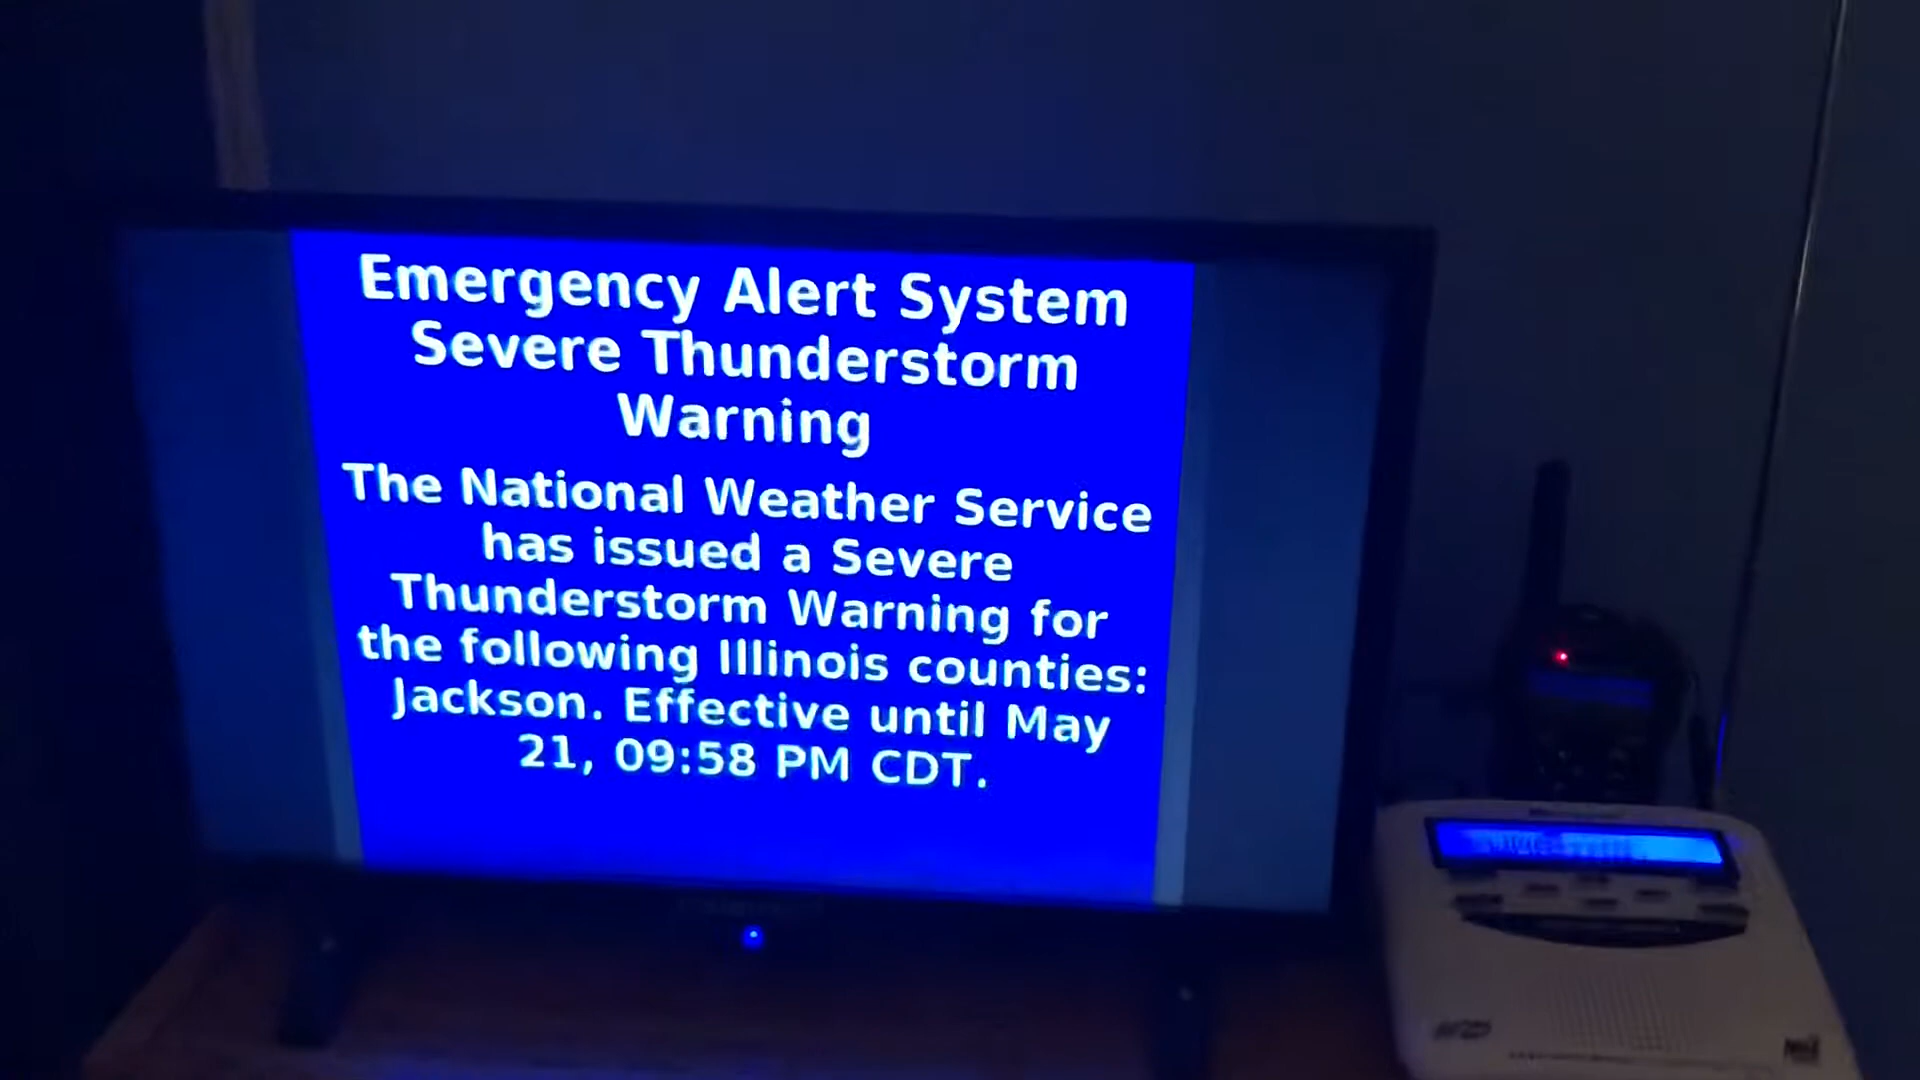 Emergency Alert System
Severe Thunderstorm
Warning
The National Weather Service
has issued a Severe
Thunderstorm Warning for
the following Illinois counties:
Jackson. Effective until May
21, 09:58 PM CDT.